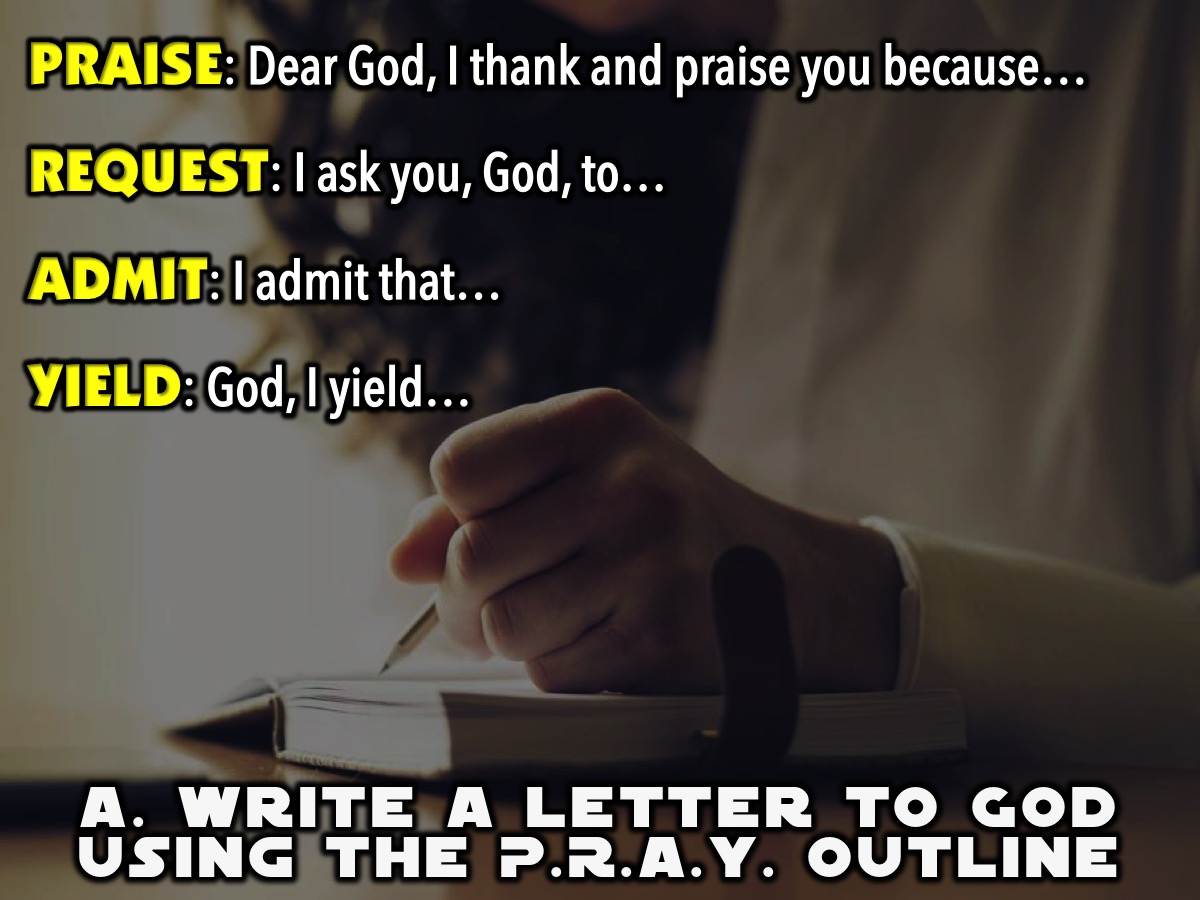 PRAISE: Dear God, I thank and praise you because…
REQUEST: I ask you, God, to…
ADMIT: I admit that…
YIELD: God, I yield…
A. WRITE A LETTER TO GOD
USING THE P.R.A.Y. OUTLINE